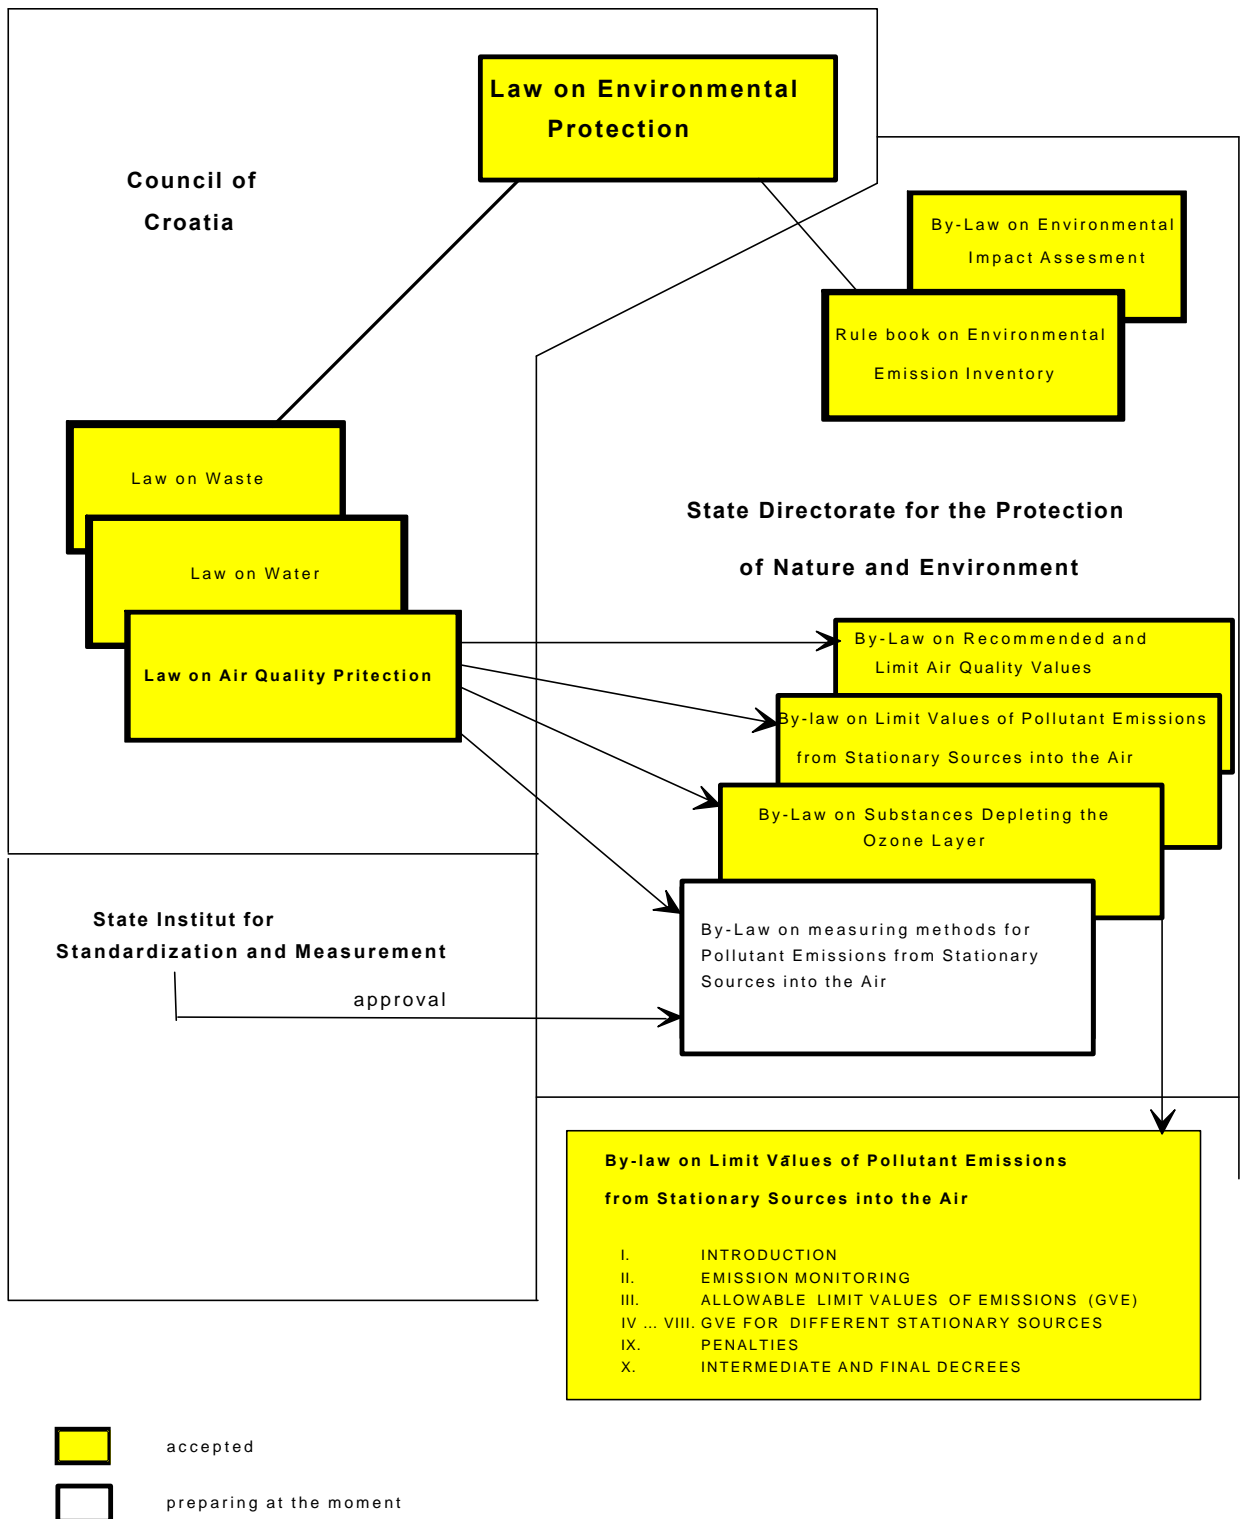 Law on Environmental
Protection
Council of
Croatia
By-Law on Environmental
Impact Assesment
Rule book on Environmental
Emission Inventory
Law on Waste
Law on Water
Law on Air Quality Pritection
State Directorate for the Protection
of Nature and Environment
By-Law on Recommended and
Limit Air Quality Values
By-law on Limit Values of Pollutant Emissions
from Stationary Sources into the Air
By-Law on Substances Depleting the
Ozone Layer
By-Law on measuring methods for
Pollutant Emissions from Stationary
Sources into the Air
State Institut for
Standardization and Measurement
approval
By-law on Limit Values of Pollutant Emissions
from Stationary Sources into the Air
I. INTRODUCTION
II. EMISSION MONITORING
III. ALLOWABLE LIMIT VALUES OF EMISSIONS (GVE)
IV ... VIII. GVE FOR DIFFERENT STATIONARY SOURCES
IX. PENALTIES
X. INTERMEDIATE AND FINAL DECREES
accepted
preparing at the moment